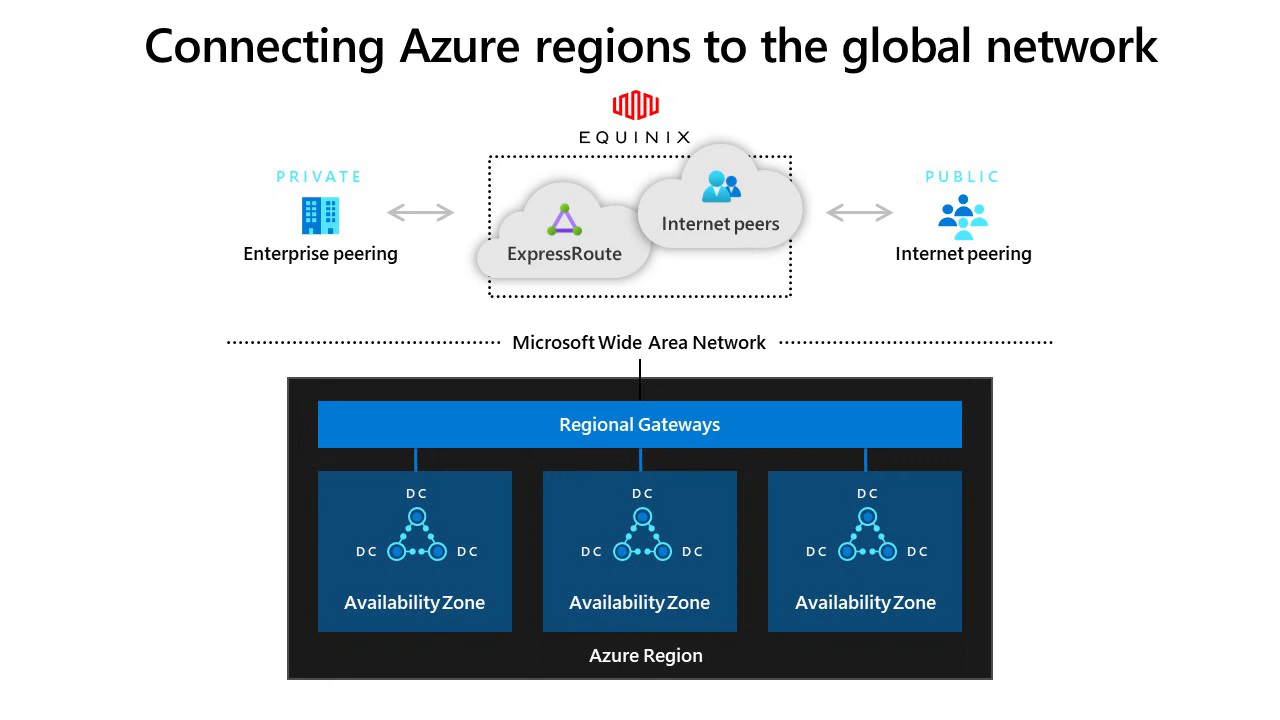 Connecting Azure regions to the global network
EQUINIX
PRIVATE
Enterprise peering
ExpressRoute
Internet peers
PUBLIC
Internet peering
Microsoft Wide Area Network
Regional Gateways
DC
DC
DC
Availability Zone
DC
DC
DC
Availability Zone
DC
DC
DC
Availability Zone
Azure Region